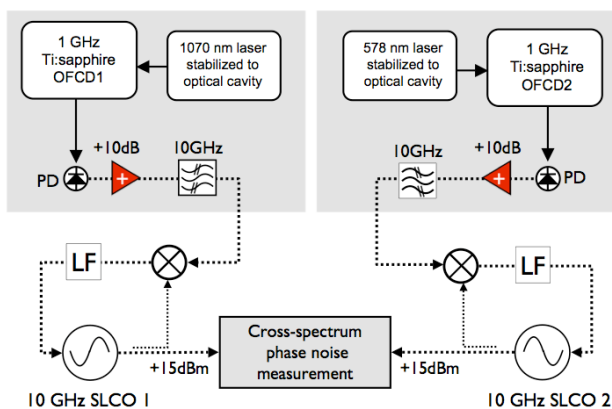 1 GHz
Ti:sapphire
OFCD1
1070 nm laser
stabilized to
optical cavity
578 nm laser
stabilized to
optical cavity
1 GHz
Ti:sapphire
OFCD2
+10dB
10GHz
PD
+
10GHz
+10dB
+
PD
LF
LF
Cross-spectrum
phase noise
measurement
+15dBm
+15dBm
10 GHz SLCO 1
10 GHz SLCO 2